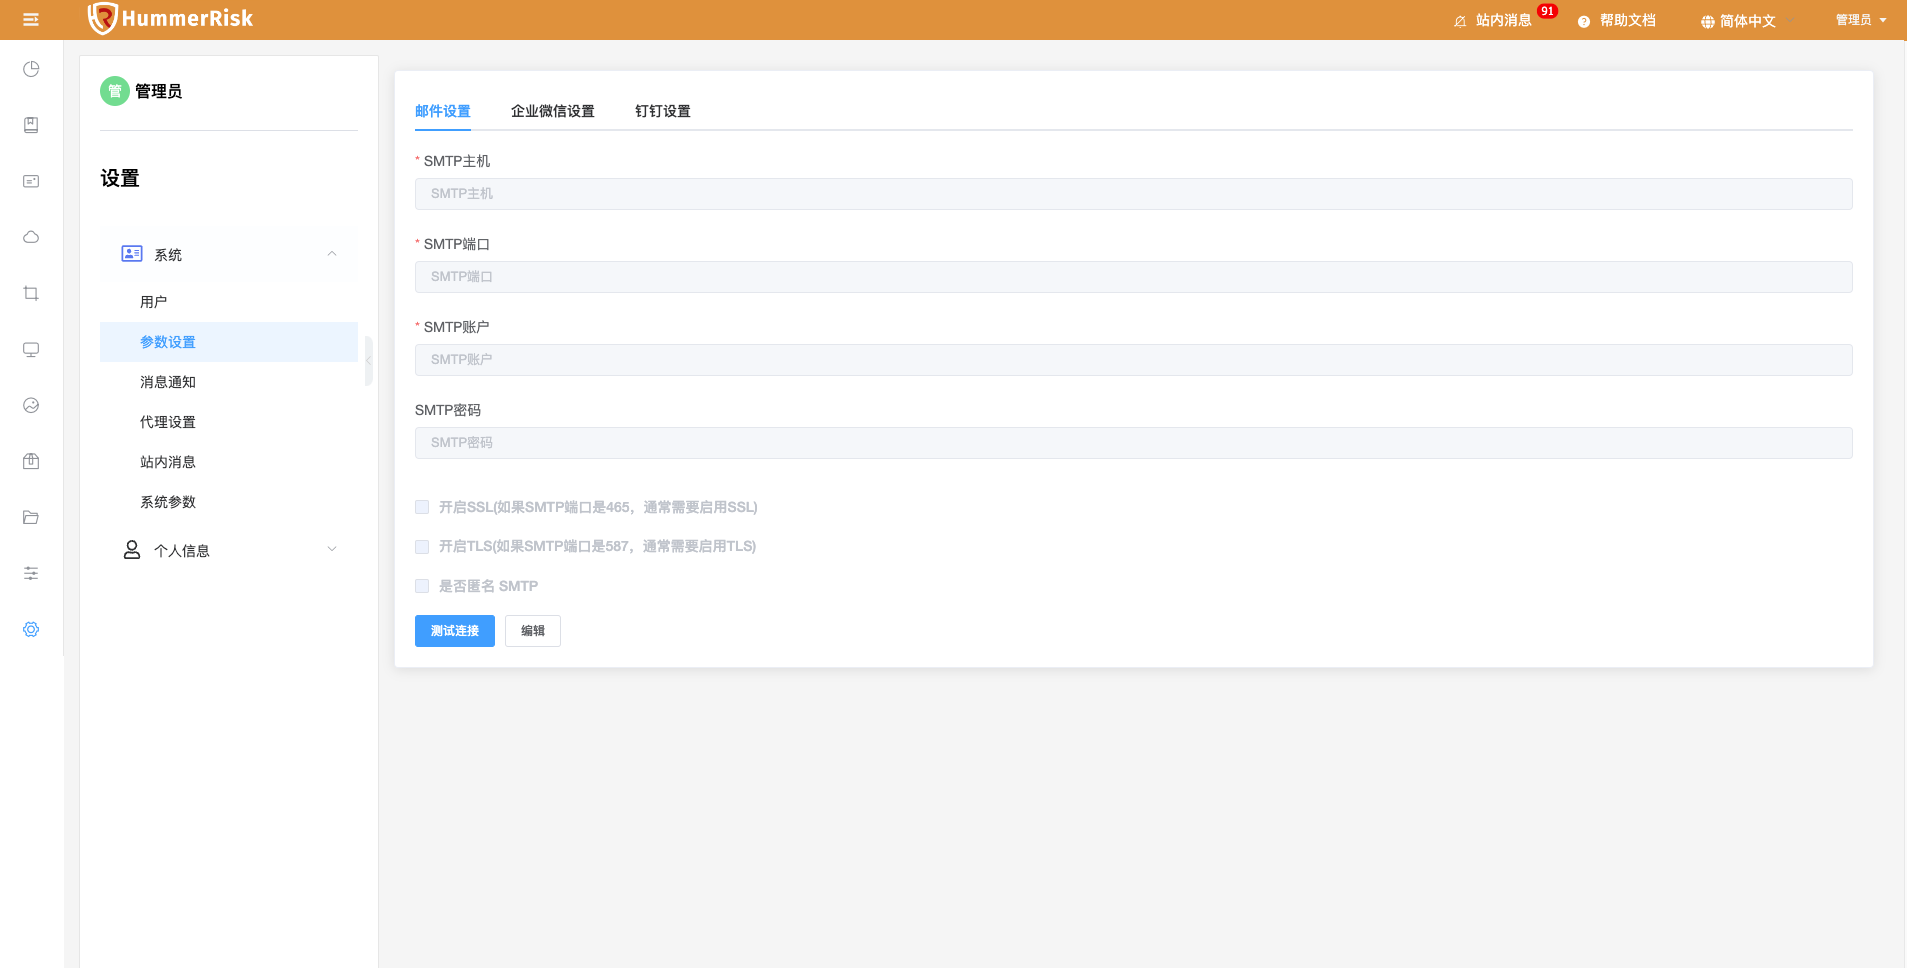 HummerRisk
站内消息 91 帮助文档 简体中文 管理员
管 管理员
设置
系统
用户
参数设置
消息通知
代理设置
站内消息
系统参数
个人信息
邮件设置 企业微信设置 钉钉设置
* SMTP主机
SMTP主机
* SMTP端口
SMTP端口
* SMTP账户
SMTP账户
SMTP密码
SMTP密码
开启SSL(如果SMTP端口是465，通常需要启用SSL)
开启TLS(如果SMTP端口是587，通常需要启用TLS)
是否匿名 SMTP
测试连接 编辑